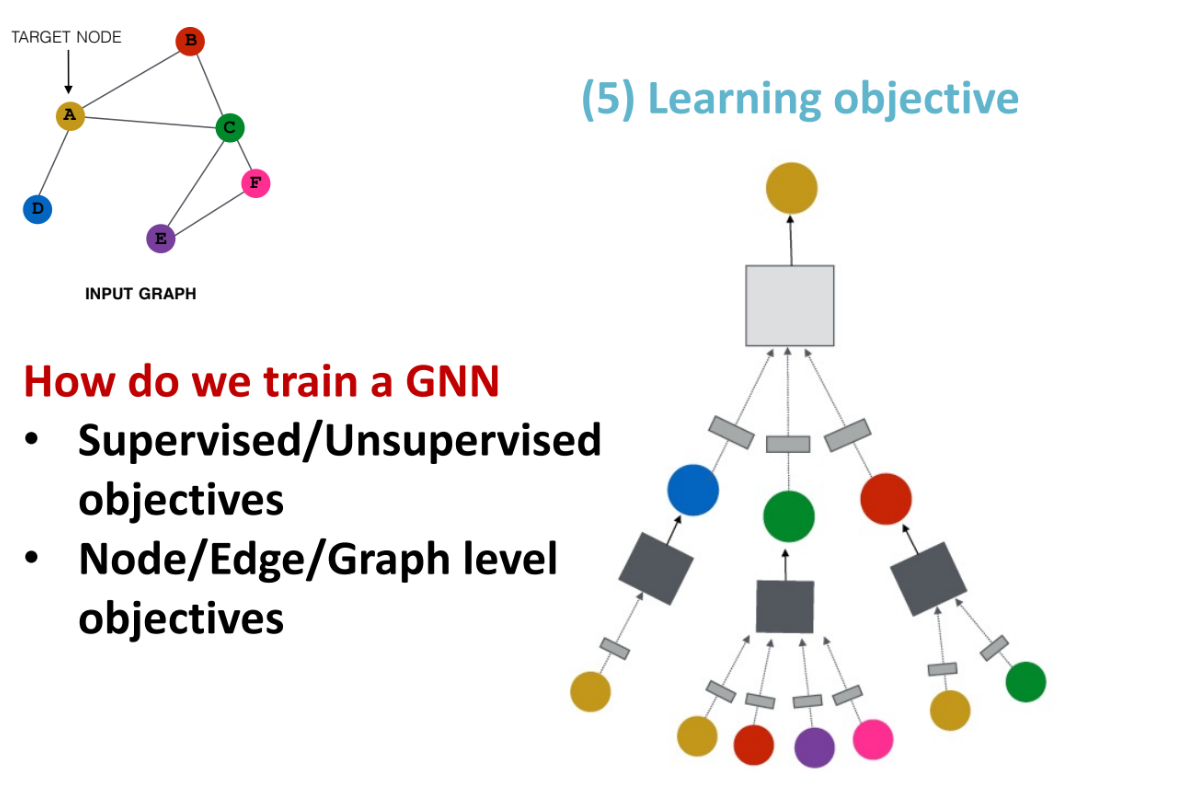 TARGET NODE
B
A
C
F
D
E
INPUT GRAPH
(5) Learning objective
How do we train a GNN
• Supervised/Unsupervised
objectives
• Node/Edge/Graph level
objectives